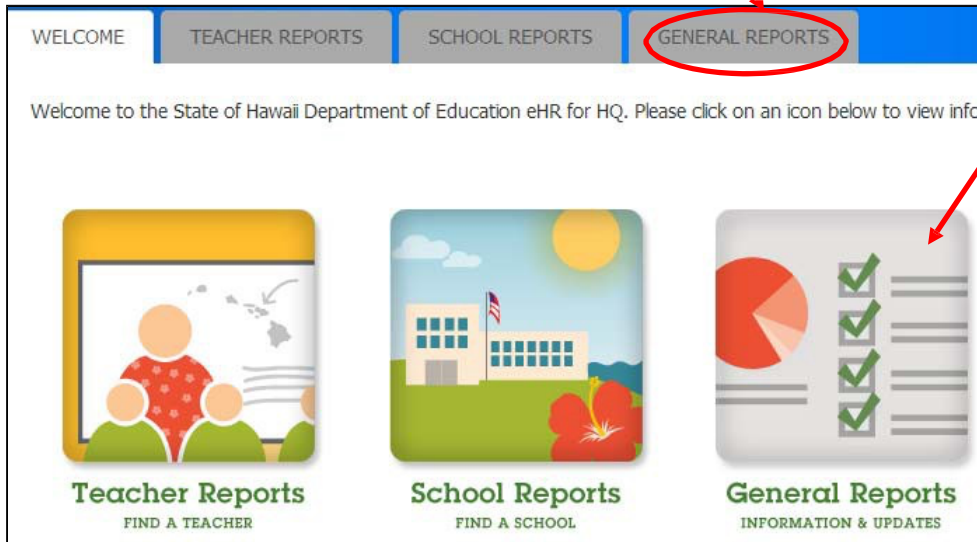 WELCOME TEACHER REPORTS SCHOOL REPORTS GENERAL REPORTS
Welcome to the State of Hawaii Department of Education eHR for HQ. Please click on an icon below to view info
Teacher Reports School Reports General Reports
FIND A TEACHER FIND A SCHOOL INFORMATION & UPDATES